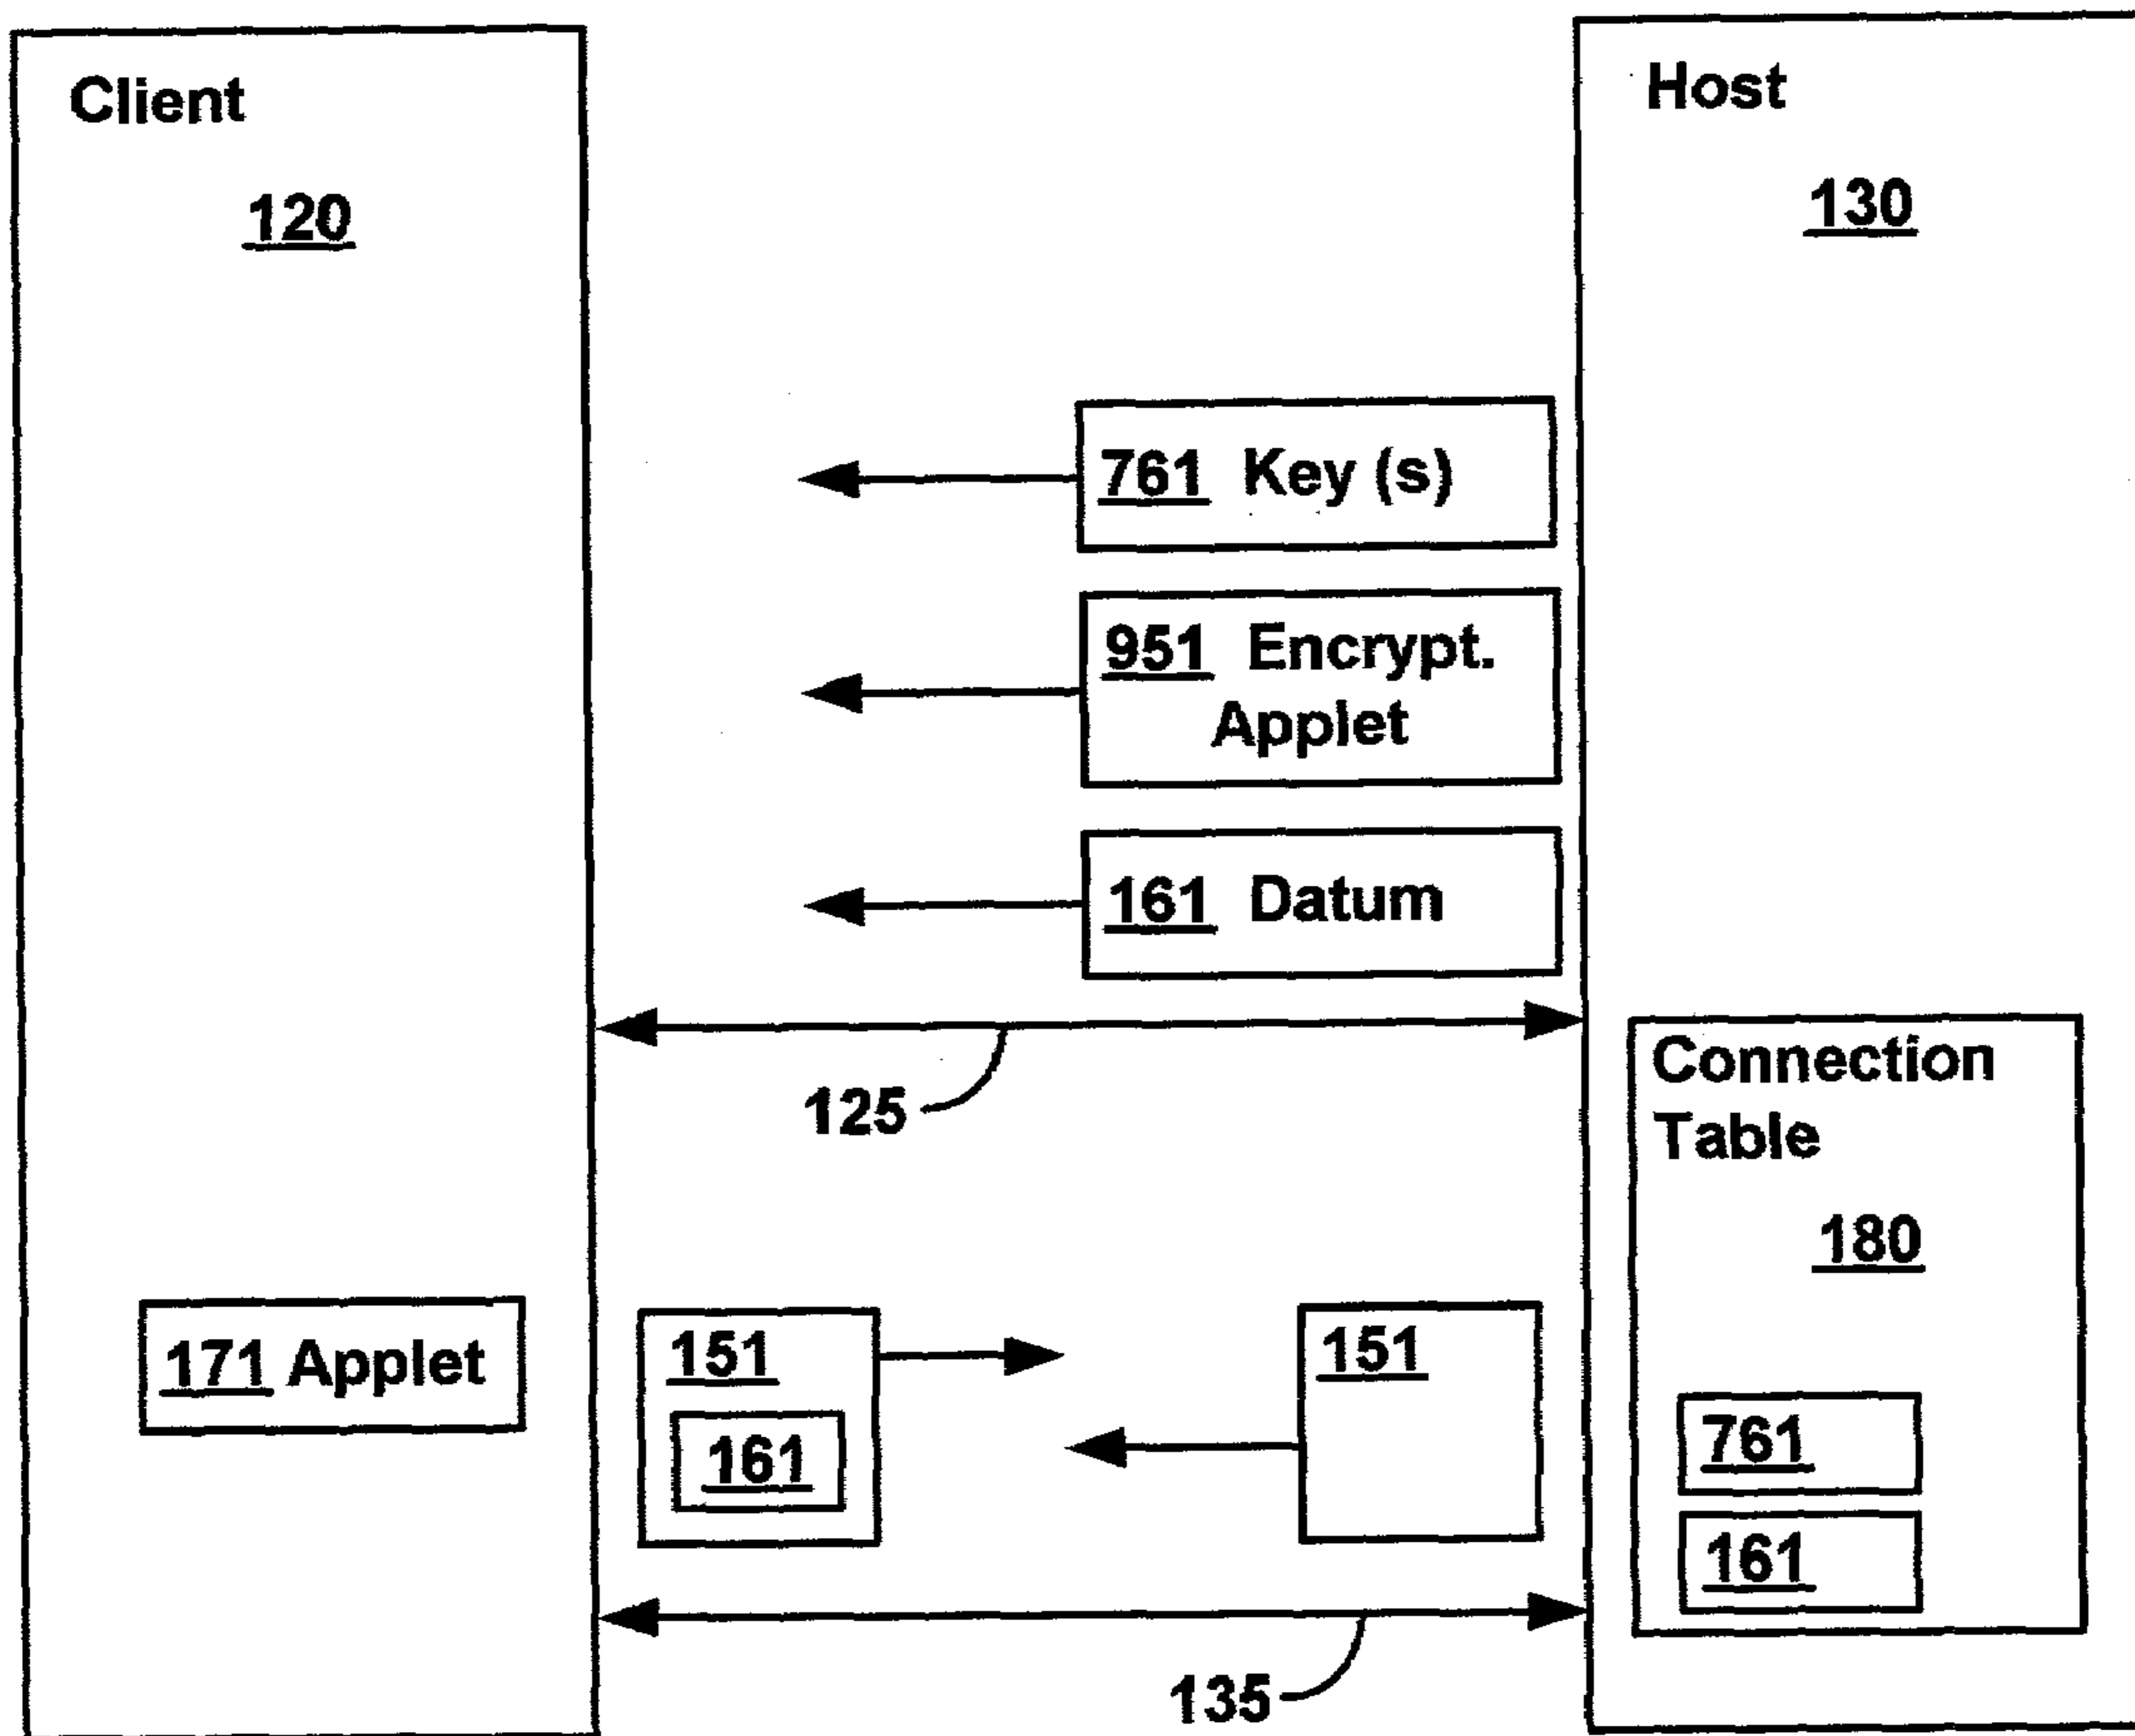 Client
120
Host
130
761 Key (s)
951 Encrypt.
Applet
161 Datum
125
Connection
Table
180
171 Applet
151
161
151
761
161
135